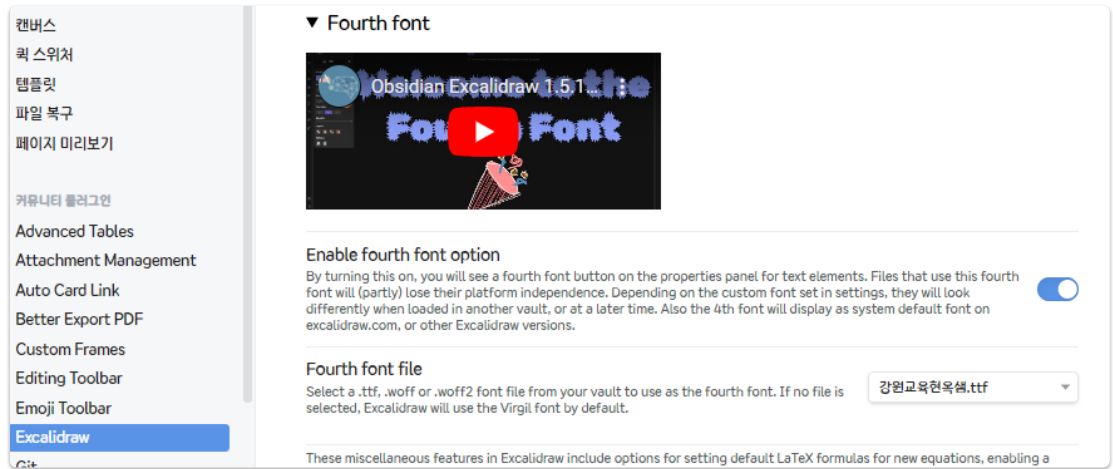 캔버스
퀵 스위처
템플릿
파일 복구
페이지 미리보기
커뮤니티 플러그인
Advanced Tables
Attachment Management
Auto Card Link
Better Export PDF
Custom Frames
Editing Toolbar
Emoji Toolbar
Excalidraw
Git
Fourth font
Welcome to the
Obsidian Excalidraw 1.5.1...
Fourth Font
Enable fourth font option
By turning this on, you will see a fourth font button on the properties panel for text elements. Files that use this fourth
font will (partly) lose their platform independence. Depending on the custom font set in settings, they will look
differently when loaded in another vault, or at a later time. Also the 4th font will display as system default font on
excalidraw.com, or other Excalidraw versions.
Fourth font file
Select a .ttf, .woff or .woff2 font file from your vault to use as the fourth font. If no file is
selected, Excalidraw will use the Virgil font by default.
강원교육현옥샘.ttf
These miscellaneous features in Excalidraw include options for setting default LaTeX formulas for new equations, enabling a